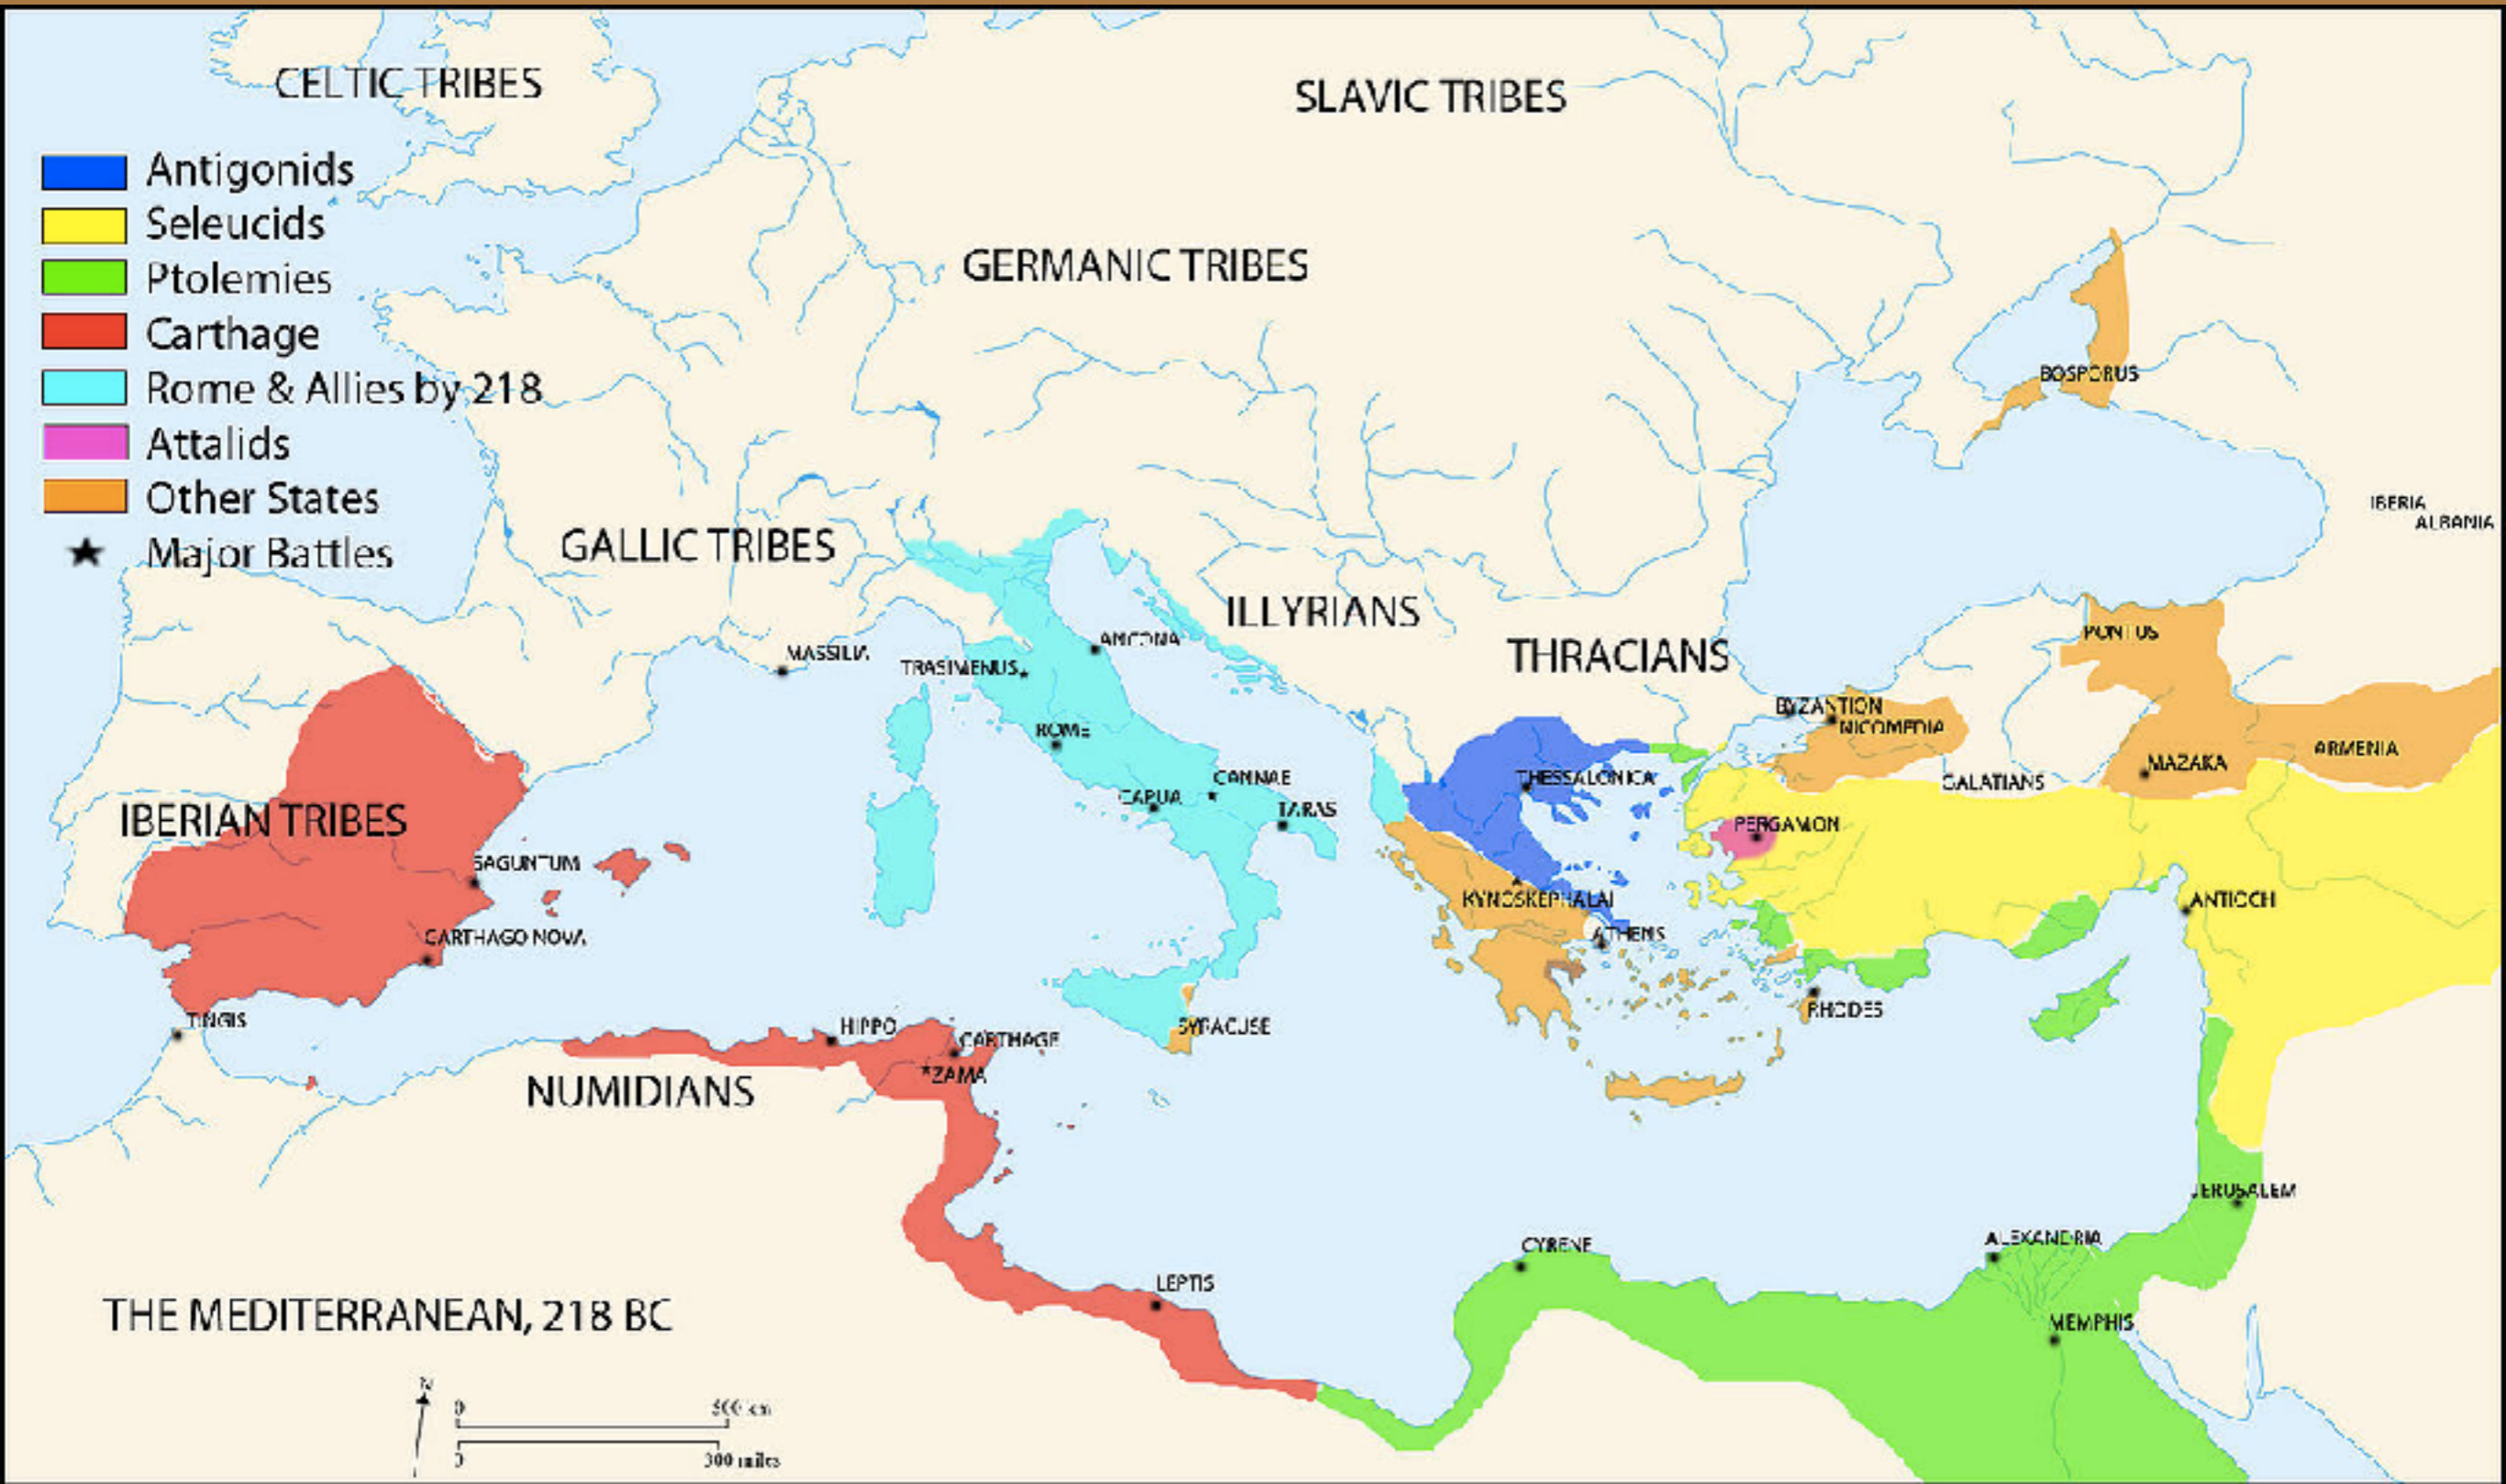 CELTIC TRIBES
SLAVIC TRIBES
Antigonids
Seleucids
Ptolemies
Carthage
Rome & Allies by 218
Attalids
Other States
Major Battles
GERMANIC TRIBES
BOSPORUS
IBERIA
ALBANIA
GALLIC TRIBES
ILLYRIANS
THRACIANS
PONTUS
MASSILIA
ANCONA
TRASIMENUS
ROME
BYZANTION
NICOMEDIA
ARMENIA
MAZAKA
CANNAE
CAPUA
TARAS
THESSALONICA
GALATIANS
IBERIAN TRIBES
PERGAMON
SAGUNTUM
KYNOSKEPHALAI
ANTIOCH
CARTHAGO NOVA
ATHENS
RHODES
TINGIS
HIPPO
CARTHAGE
SYRACUSE
ZAMA
NUMIDIANS
JERUSALEM
CYRENE
ALEXANDRIA
LEPTIS
MEMPHIS
THE MEDITERRANEAN, 218 BC
N
0 500 km
0 300 miles